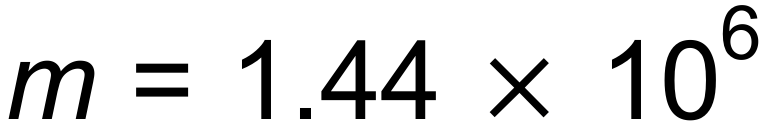 m = 1.44 × 10⁶